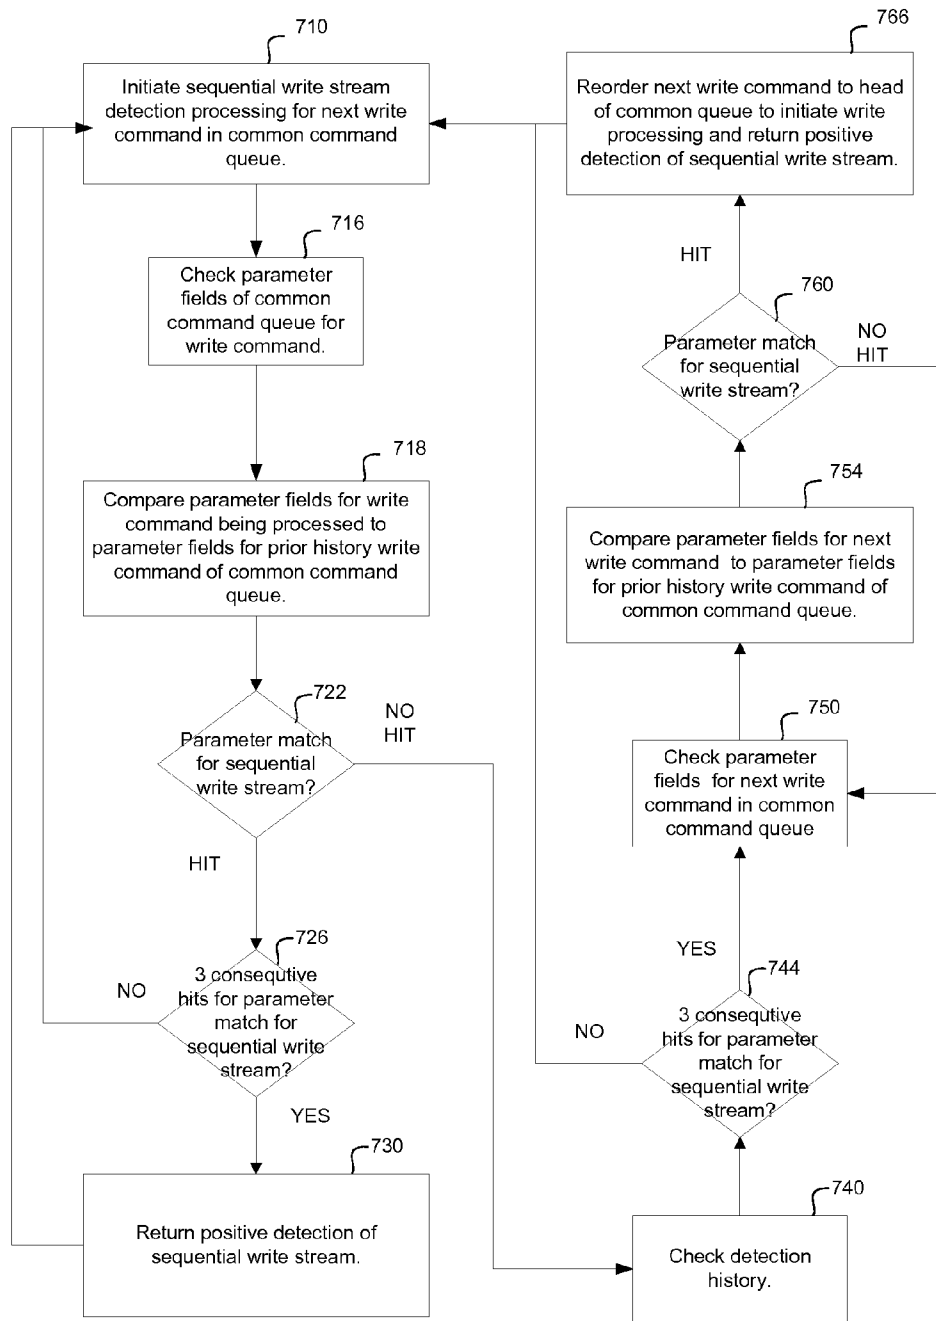 710
Initiate sequential write stream
detection processing for next write
command in common command
queue.
716
Check parameter
fields of common
command queue for
write command.
718
Compare parameter fields for write
command being processed to
parameter fields for prior history write
command of common command
queue.
722
NO
HIT
Parameter match
for sequential
write stream?
HIT
726
3 consequtive
hits for parameter
match for
sequential write
stream?
NO
YES
730
Return positive detection of
sequential write stream.
766
Reorder next write command to head
of common queue to initiate write
processing and return positive
detection of sequential write stream.
HIT
760
NO
HIT
Parameter match
for sequential
write stream?
754
Compare parameter fields for next
write command to parameter fields
for prior history write command of
common command queue.
750
Check parameter
fields for next write
command in common
command queue
YES
744
3 consequtive
hits for parameter
match for
sequential write
stream?
NO
740
Check detection
history.